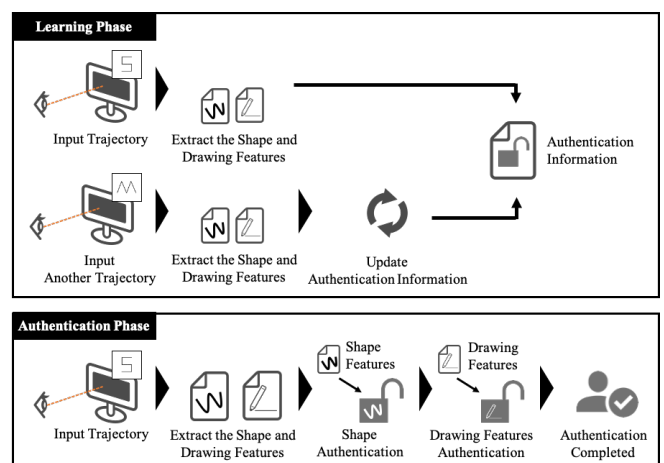 Learning Phase
Input Trajectory
Extract the Shape and
Drawing Features
Authentication
Information
Input
Another Trajectory
Extract the Shape and
Drawing Features
Update
Authentication Information
Authentication Phase
Input Trajectory
Extract the Shape and
Drawing Features
Shape
Features
Shape
Authentication
Drawing
Features
Drawing Features
Authentication
Authentication
Completed